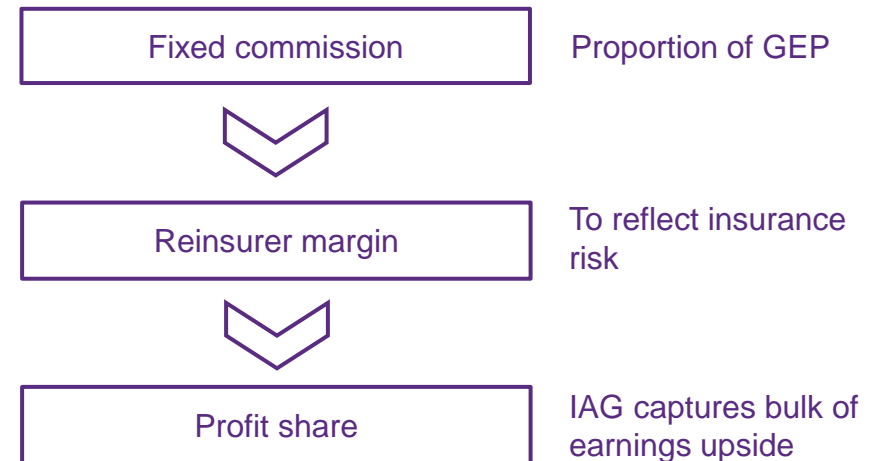 Fixed commission
Proportion of GEP
Reinsurer margin
To reflect insurance
risk
Profit share
IAG captures bulk of
earnings upside